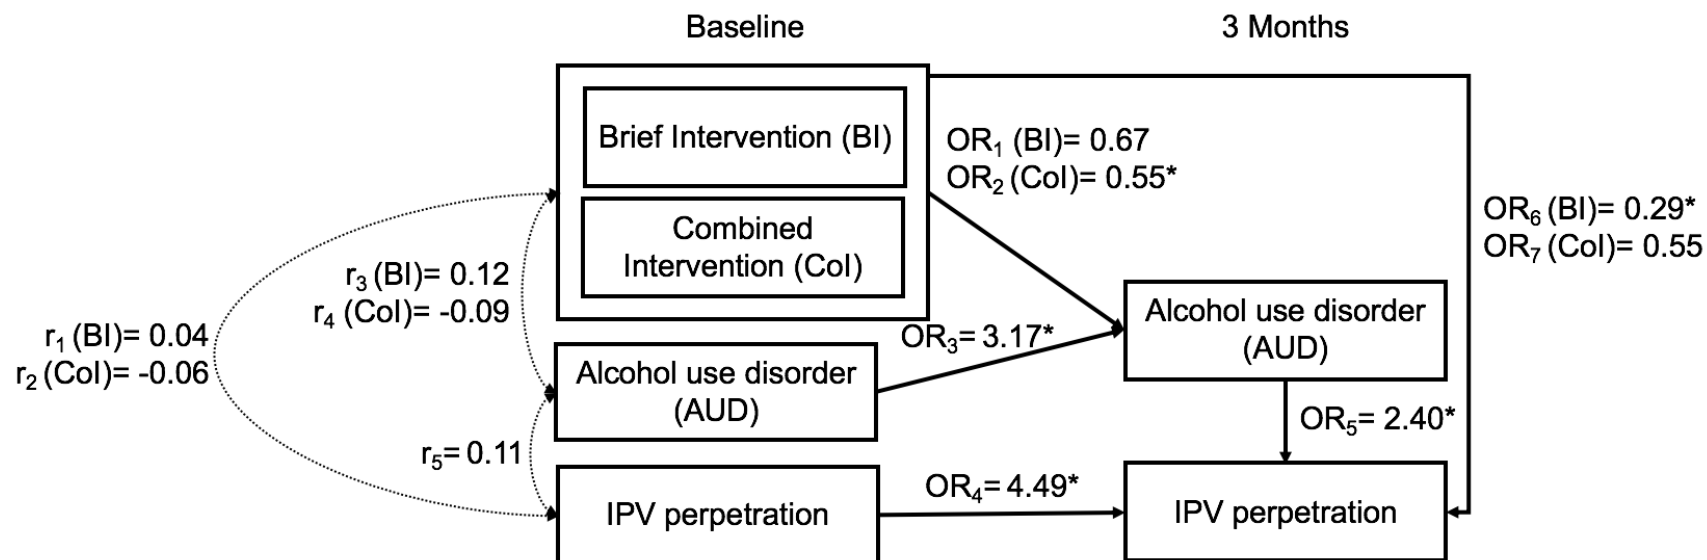 Baseline
3 Months
Brief Intervention (BI)
Combined
Intervention (CoI)
OR₁ (BI)= 0.67
OR₂ (CoI)= 0.55*
OR₆ (BI)= 0.29*
OR₇ (CoI)= 0.55
r₃ (BI)= 0.12
r₄ (CoI)= -0.09
r₁ (BI)= 0.04
r₂ (CoI)= -0.06
OR₃= 3.17*
Alcohol use disorder
(AUD)
Alcohol use disorder
(AUD)
r₅= 0.11
OR₅= 2.40*
IPV perpetration
OR₄= 4.49*
IPV perpetration